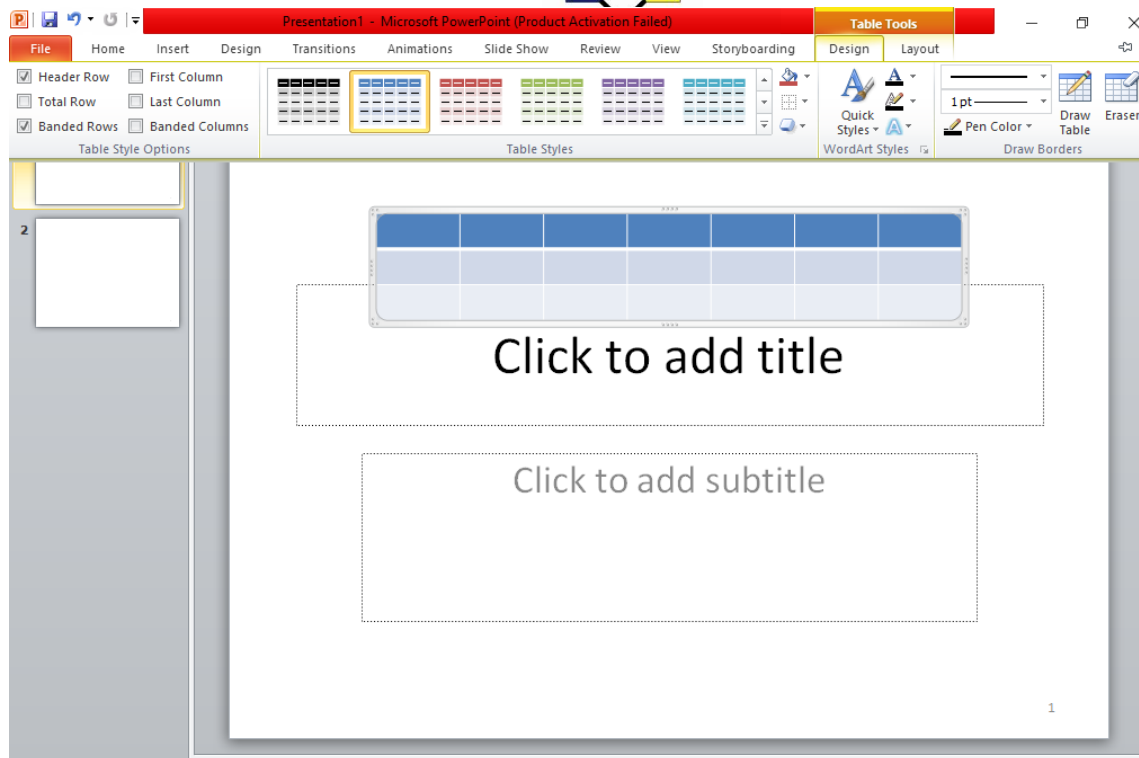 Presentation1 - Microsoft PowerPoint (Product Activation Failed)
Table Tools
File Home Insert Design Transitions Animations Slide Show Review View Storyboarding Design Layout
Header Row First Column
Total Row Last Column
Banded Rows Banded Columns
Table Style Options
Table Styles
Quick
Styles
WordArt Styles
1 pt
Pen Color
Draw
Table
Eraser
Draw Borders
2
Click to add title
Click to add subtitle
1